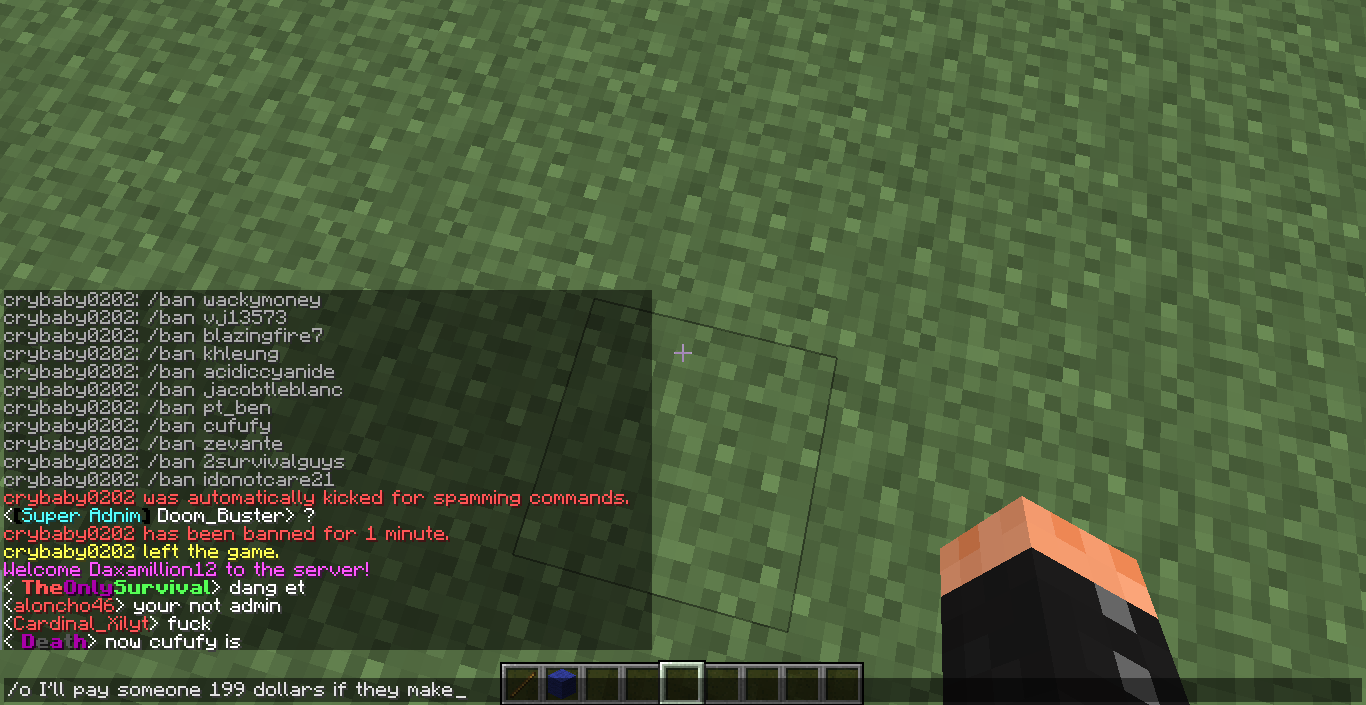 crybaby0202: /ban wackymoney
crybaby0202: /ban vj13573
crybaby0202: /ban blazingfire7
crybaby0202: /ban khleung
crybaby0202: /ban acidiccyanide
crybaby0202: /ban jacobtleblanc
crybaby0202: /ban pt_ben
crybaby0202: /ban cufufy
crybaby0202: /ban zevante
crybaby0202: /ban 2survivalguys
crybaby0202: /ban idonotcare21
crybaby0202 was automatically kicked for spamming commands.
<[Super Adnim] Doom_Buster> ?
crybaby0202 has been banned for 1 minute.
crybaby0202 left the game.
Welcome Daxamillion12 to the server!
< TheOnlySurvival> dang et
<aloncho46> your not admin
<Cardinal_Xilyt> fuck
< Death> now cufufy is
/o I'll pay someone 199 dollars if they make_